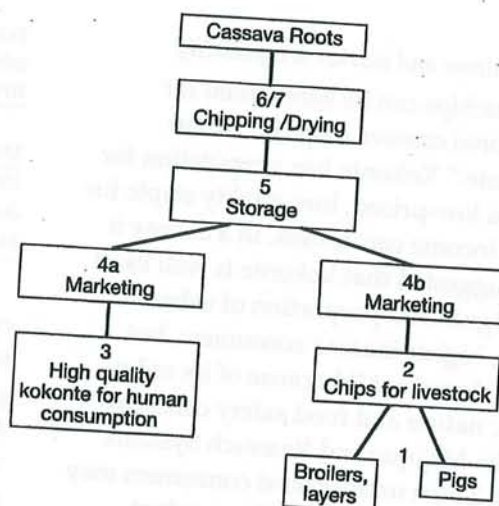 Cassava Roots
6/7
Chipping /Drying
5
Storage
4a
Marketing
4b
Marketing
3
High quality
kokonte for human
consumption
2
Chips for livestock
1
Broilers,
layers
Pigs